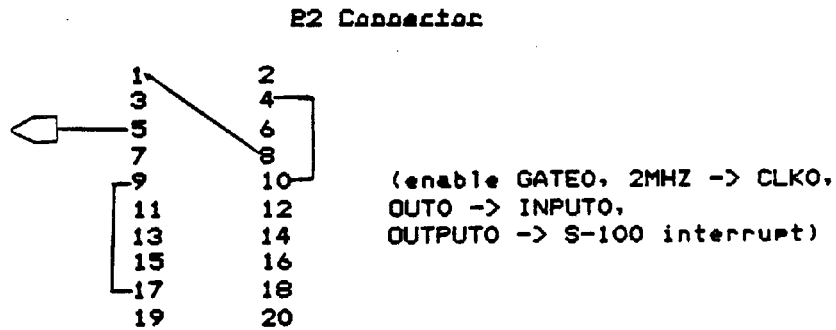 P2 Connector
1 2
3 4
5 6
7 8
9 10 (enable GATE0, 2MHZ -> CLK0,
11 12 OUT0 -> INPUT0,
13 14 OUTPUT0 -> S-100 interrupt)
15 16
17 18
19 20